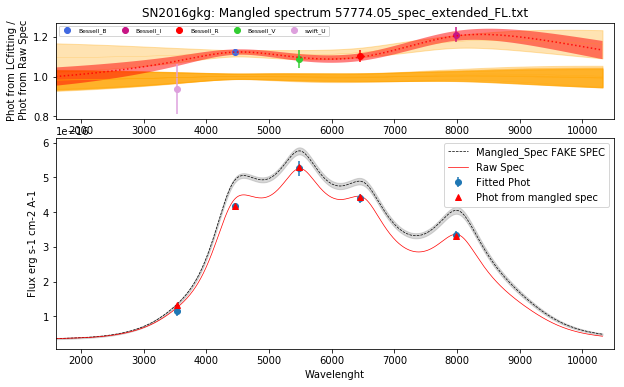 SN2016gkg: Mangled spectrum 57774.05_spec_extended_FL.txt
Phot from LCfitting /
Phot from Raw Spec
Bessell_B
Bessell_I
Bessell_R
Bessell_V
swift_U
1.2
1.0
0.8
2000 3000 4000 5000 6000 7000 8000 9000 10000
1e−16
Flux erg s-1 cm-2 A-1
6
5
4
3
2
1
Mangled_Spec FAKE SPEC
Raw Spec
Fitted Phot
Phot from mangled spec
2000 3000 4000 5000 6000 7000 8000 9000 10000
Wavelenght